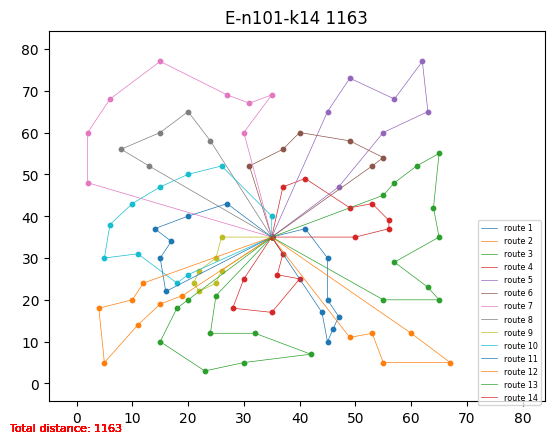 E-n101-k14 1163
80
70
60
50
40
30
20
10
0
0 10 20 30 40 50 60 70 80
route 1
route 2
route 3
route 4
route 5
route 6
route 7
route 8
route 9
route 10
route 11
route 12
route 13
route 14
Total distance: 1163